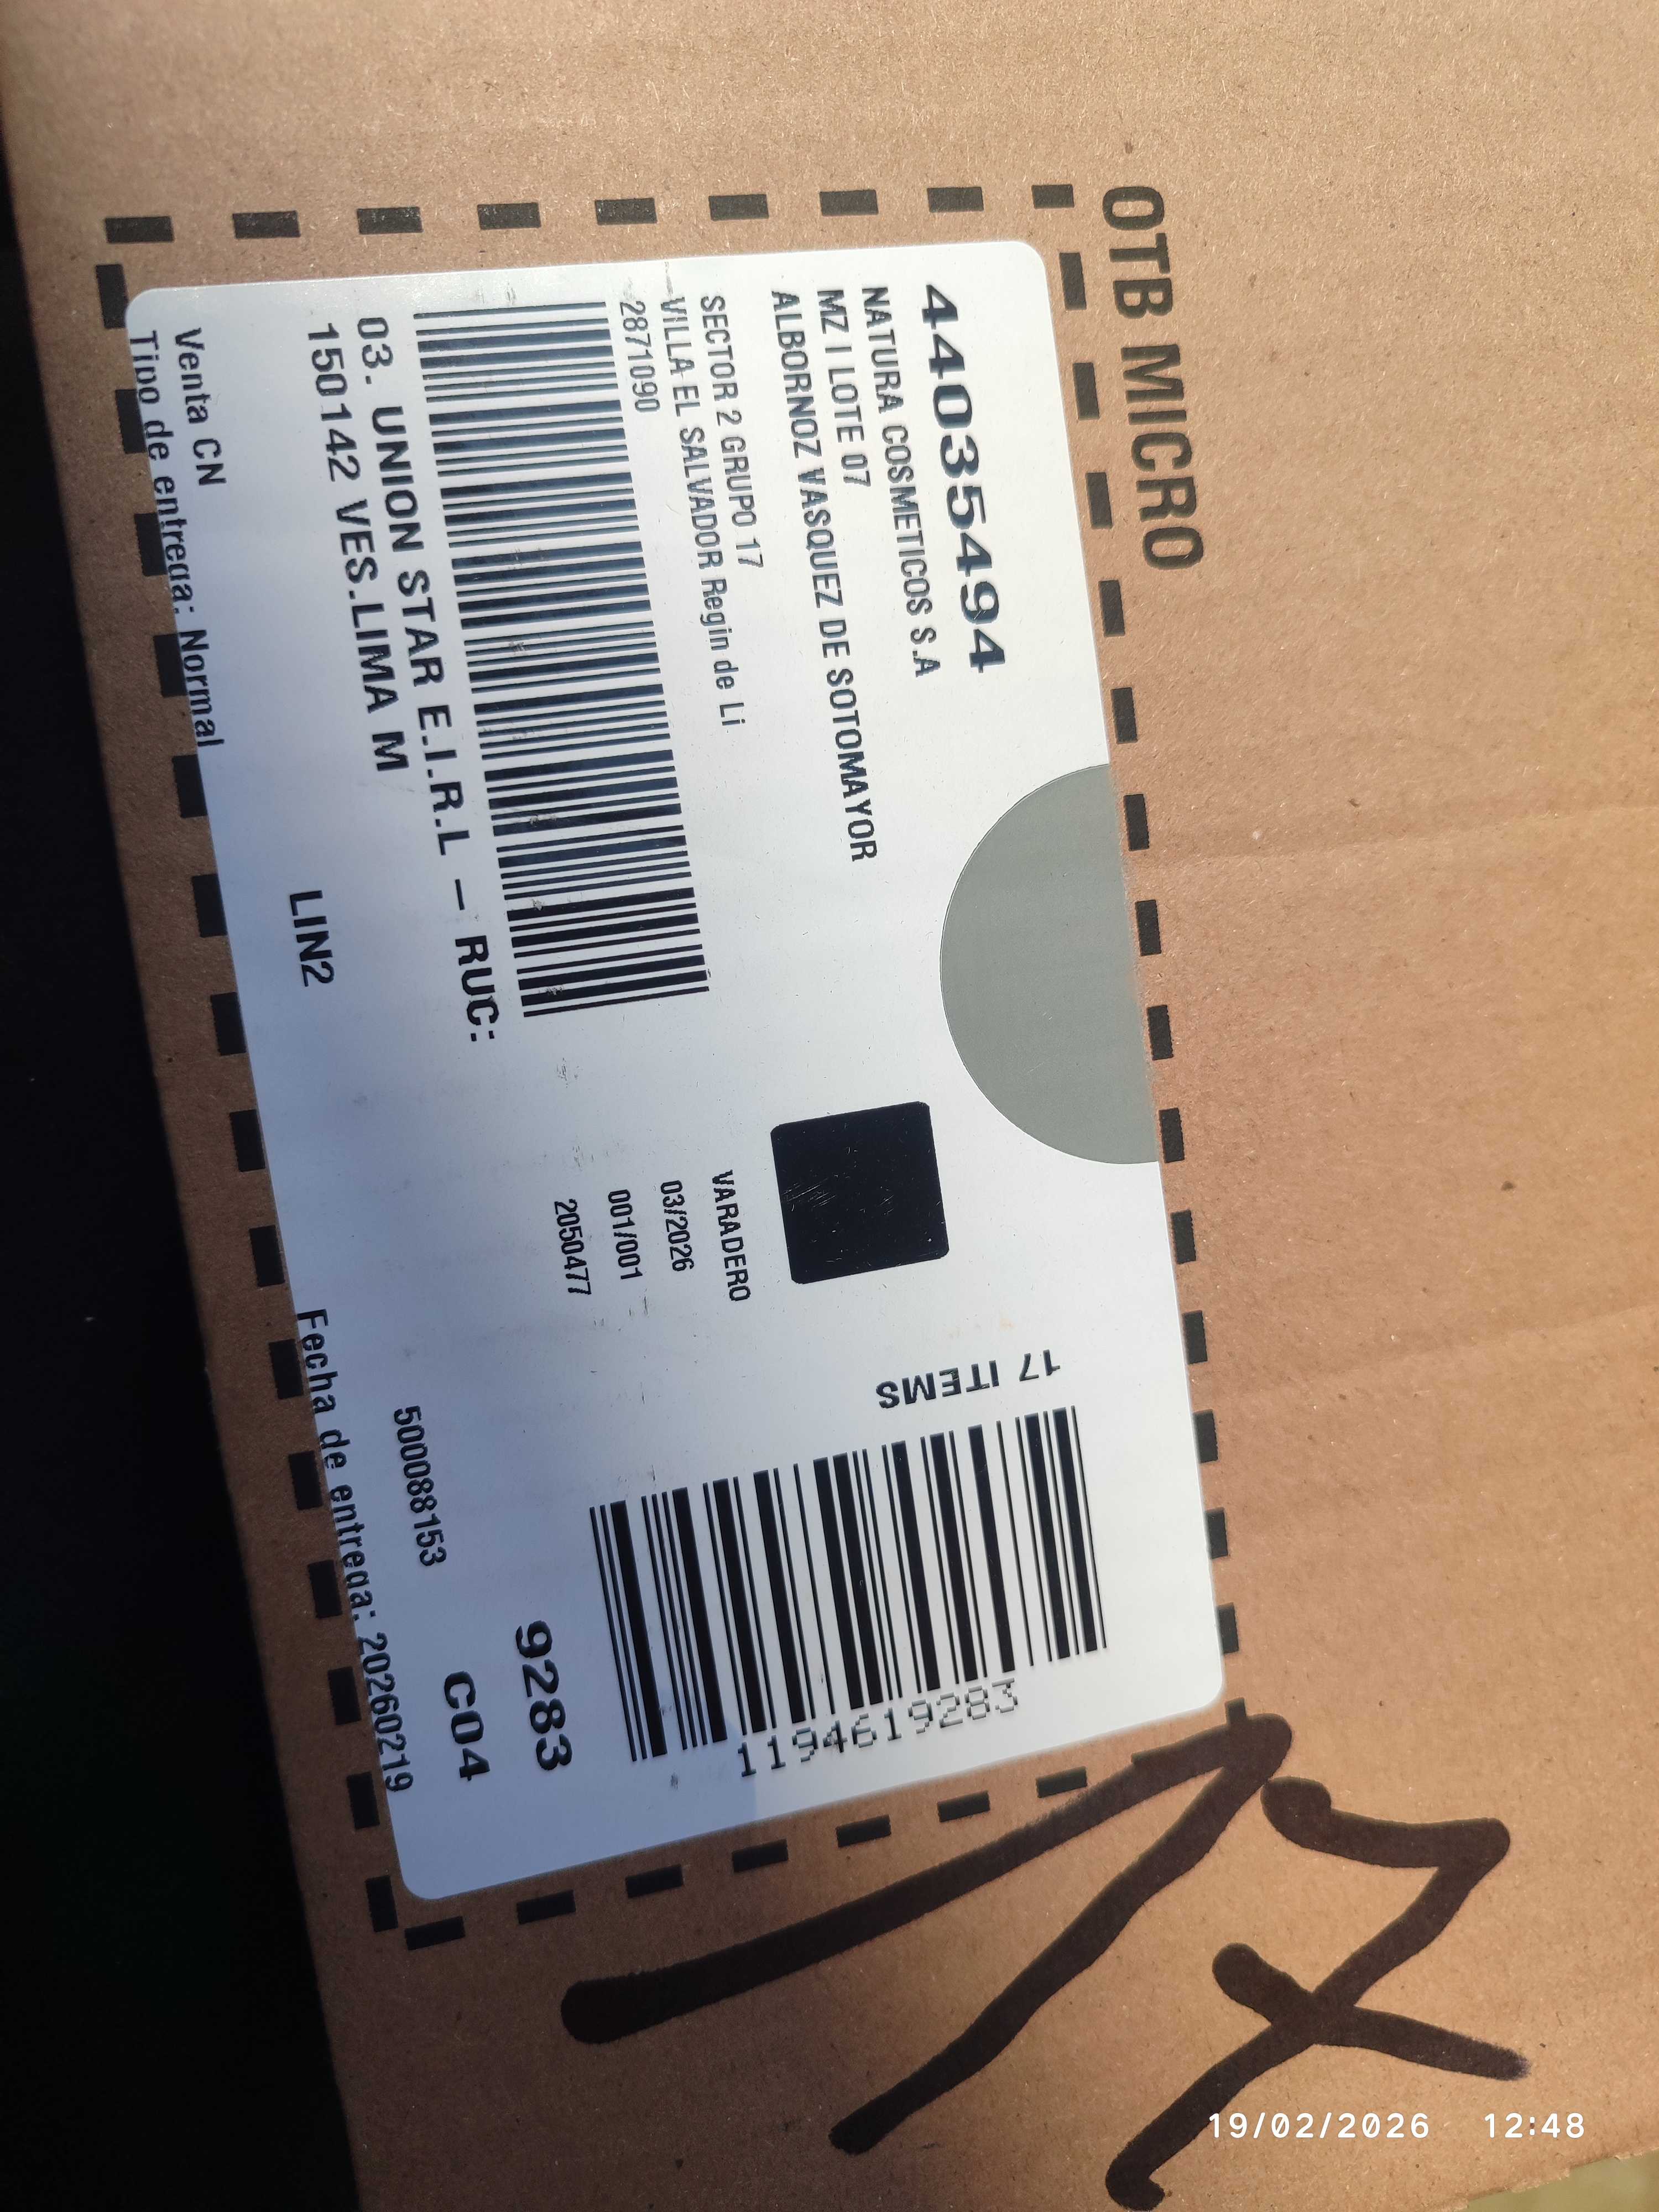 OTB MICRO
440354944
NATURA COSMETICOS S.A
MZ I LOTE 07
ALBORNOZ VASQUEZ DE SOTOMAYOR
SECTOR 2 GRUPO 17
VILLA EL SALVADOR Regin de Li
2871090
03. UNION STAR E.I.R.L – RUC:
150142 VES.LIMA M
LIN2
Venta CN
Tipo de entrega: Normal
VARADERO
03/2026
001/001
2050477
17 ITEMS
1194619283
9283
C04
500088153
Fecha de entrega: 20260219
17
19/02/2026 12:48